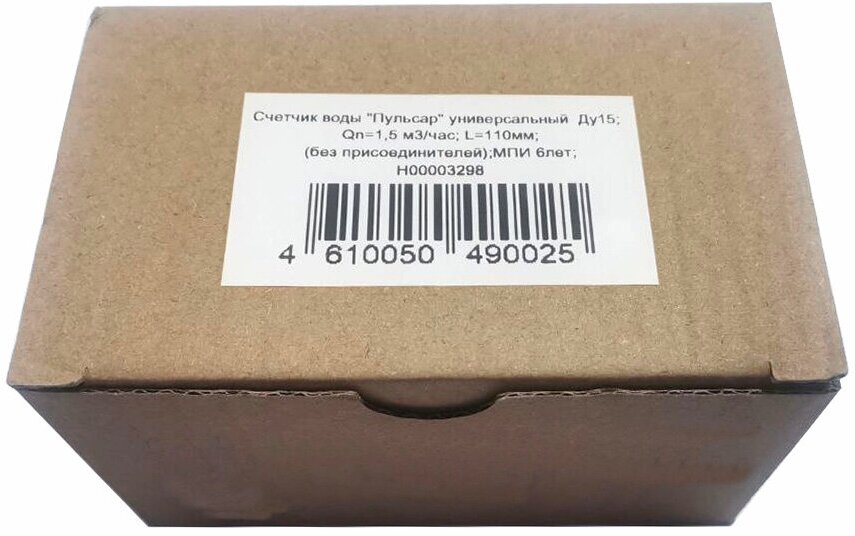 Счетчик воды "Пульсар" универсальный Ду15;
Qn=1,5 м3/час; L=110мм;
(без присоединителей);МПИ 6лет;
Н00003298
4 610050 490025